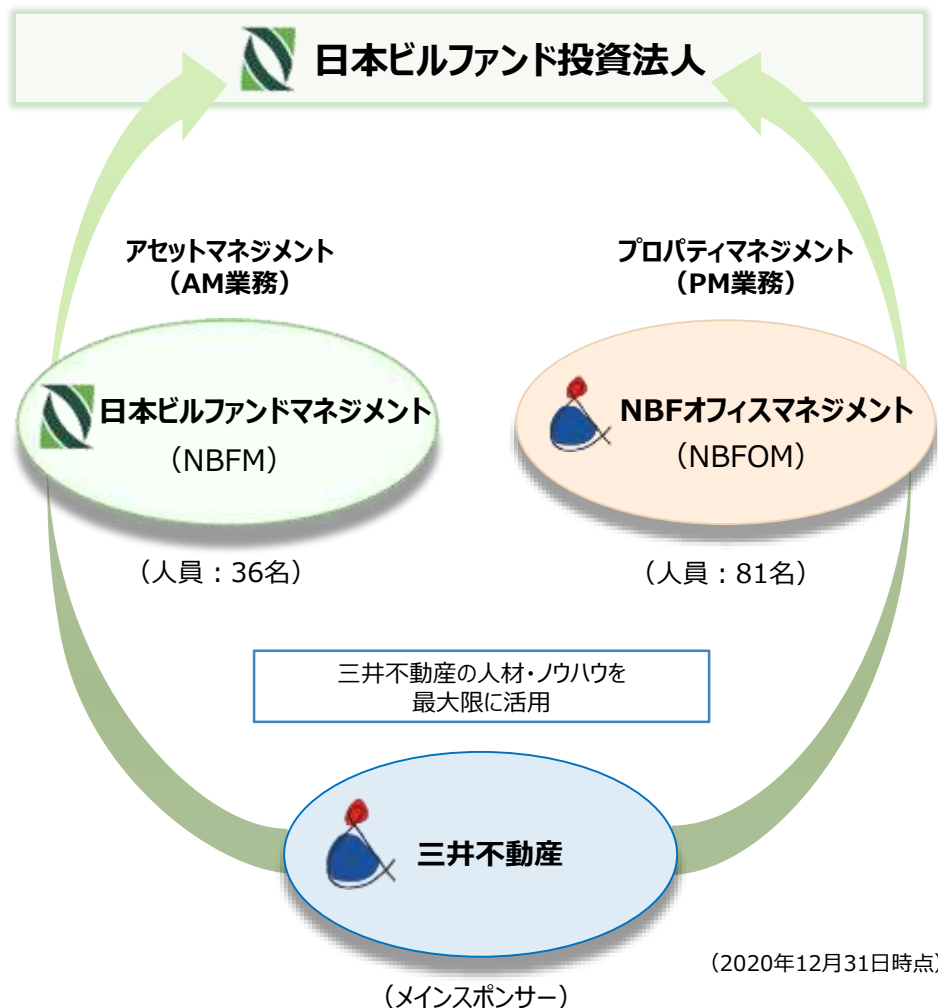 日本ビルファンド投資法人
アセットマネジメント
（AM業務）
プロパティマネジメント
（PM業務）
日本ビルファンドマネジメント
（NBFM）
NBFオフィスマネジメント
（NBFOM）
（人員：36名）
（人員：81名）
三井不動産の人材・ノウハウを
最大限に活用
三井不動産
（2020年12月31日時点）
（メインスポンサー）